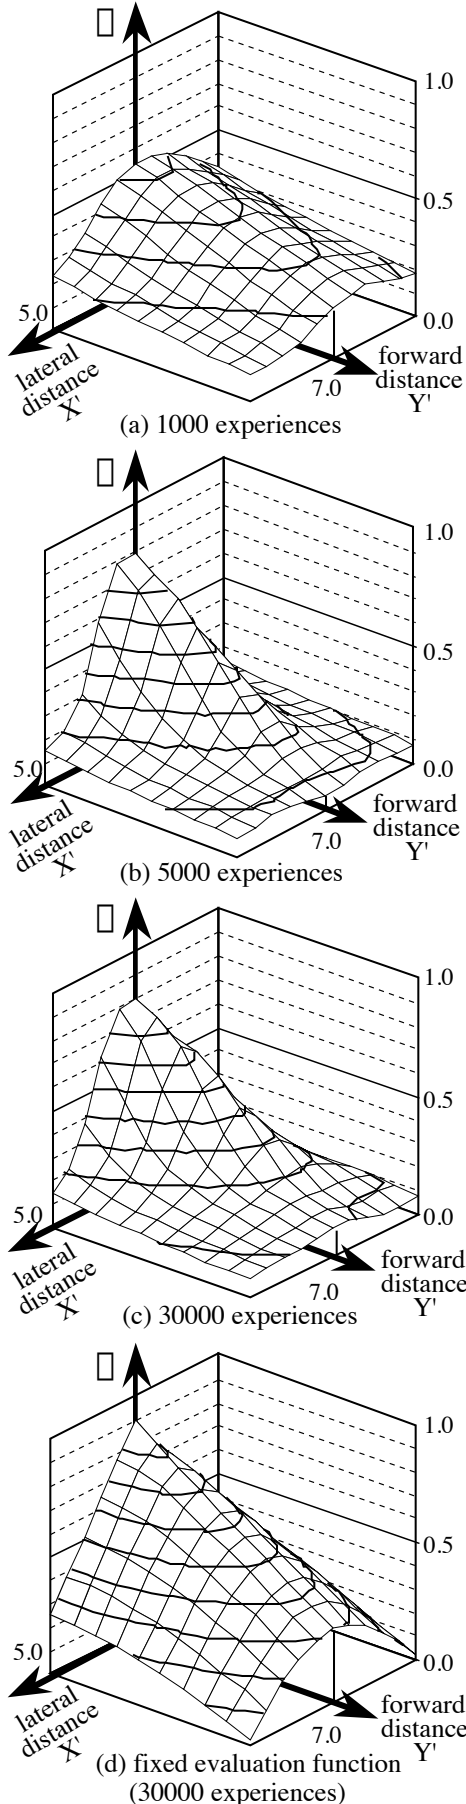 ▯
1.0
0.5
0.0
5.0
7.0
lateral
distance
X'
forward
distance
Y'
(a) 1000 experiences
▯
1.0
0.5
0.0
5.0
7.0
lateral
distance
X'
forward
distance
Y'
(b) 5000 experiences
▯
1.0
0.5
0.0
5.0
7.0
lateral
distance
X'
forward
distance
Y'
(c) 30000 experiences
▯
1.0
0.5
0.0
5.0
7.0
lateral
distance
X'
forward
distance
Y'
(d) fixed evaluation function
(30000 experiences)